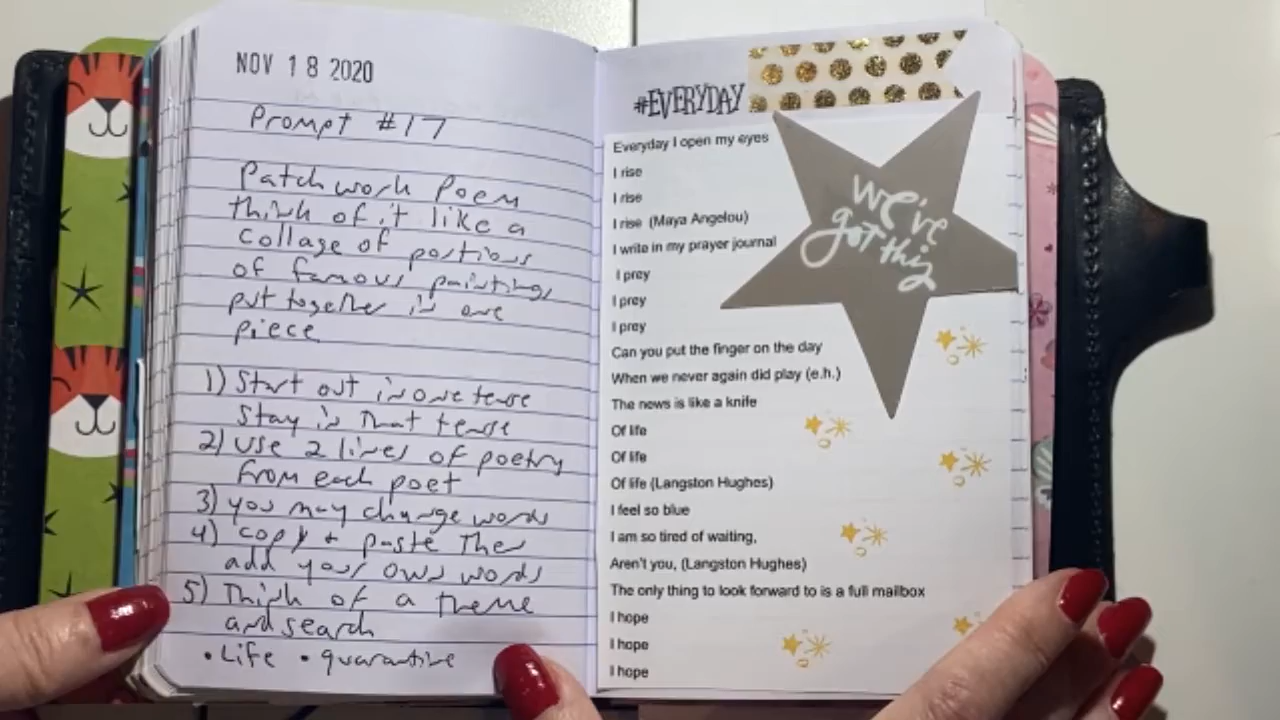 NOV 18 2020
Prompt #17
Patchwork Poem
think of it like a
collage of portions
of famous paintings
put together in one
piece
1) Start out in one tense
Stay in that tense
2) Use 2 lines of poetry
from each poet
3) you may change words
4) copy + paste then
add your own words
5) Think of a theme
and search
• Life • quarantine
#EVERYDAY
Everyday I open my eyes
I rise
I rise
I rise (Maya Angelou)
I write in my prayer journal
I prey
I prey
I prey
Can you put the finger on the day
When we never again did play (e.h.)
The news is like a knife
Of life
Of life
Of life (Langston Hughes)
I feel so blue
I am so tired of waiting,
Aren't you, (Langston Hughes)
The only thing to look forward to is a full mailbox
I hope
I hope
I hope
we've
got this